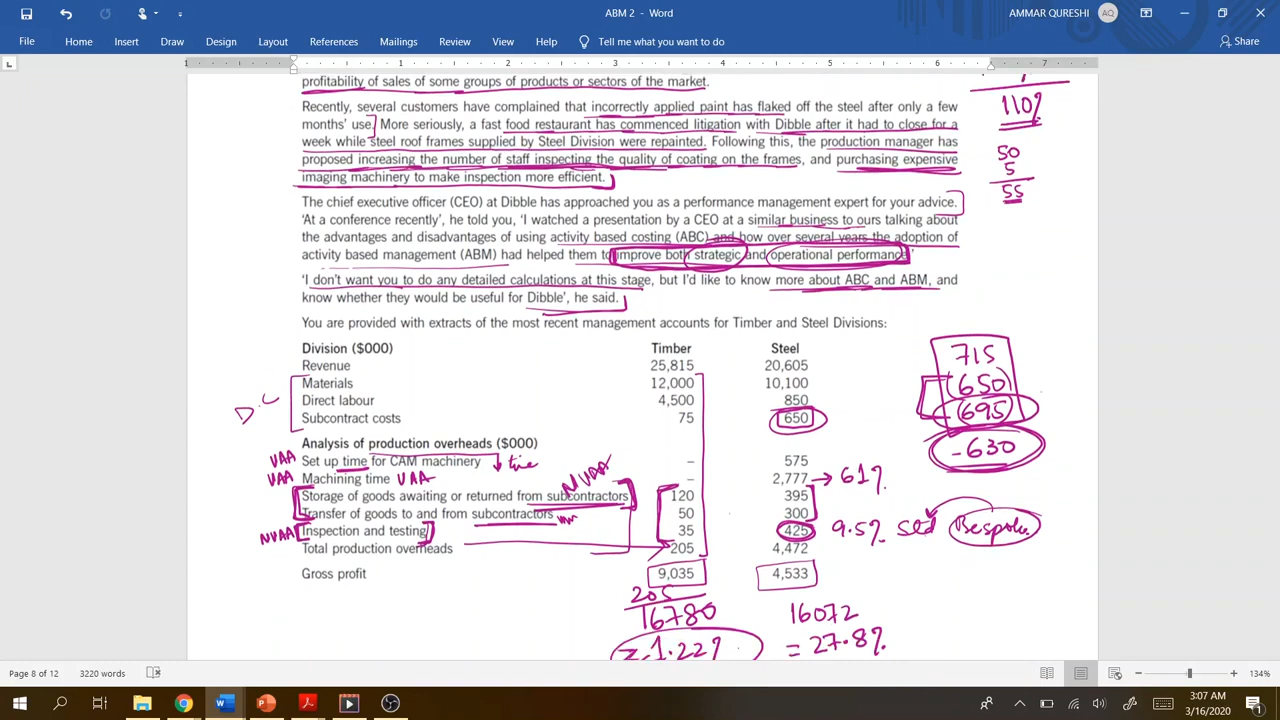 ABM 2 - Word
AMMAR QURESHI AQ
File Home Insert Draw Design Layout References Mailings Review View Help Tell me what you want to do Share
1 1 2 3 4 5 6 7
profitability of sales of some groups of products or sectors of the market.
110%
Recently, several customers have complained that incorrectly applied paint has flaked off the steel after only a few
months' use. More seriously, a fast food restaurant has commenced litigation with Dibble after it had to close for a
week while steel roof frames supplied by Steel Division were repainted. Following this, the production manager has
proposed increasing the number of staff inspecting the quality of coating on the frames, and purchasing expensive
imaging machinery to make inspection more efficient.
50
5
55
The chief executive officer (CEO) at Dibble has approached you as a performance management expert for your advice.
'At a conference recently', he told you, 'I watched a presentation by a CEO at a similar business to ours talking about
the advantages and disadvantages of using activity based costing (ABC) and how over several years the adoption of
activity based management (ABM) had helped them to improve both strategic and operational performance.'
'I don't want you to do any detailed calculations at this stage, but I'd like to know more about ABC and ABM, and
know whether they would be useful for Dibble', he said.
You are provided with extracts of the most recent management accounts for Timber and Steel Divisions:
Division ($000) Timber Steel
Revenue 25,815 20,605
Materials 12,000 10,100
Direct labour 4,500 850
Subcontract costs 75 650
715
(650)
(695)
-630
Analysis of production overheads ($000)
VAA Set up time for CAM machinery time – 575
VAA Machining time VAA – 2,777 → 61%
NVAA
Storage of goods awaiting or returned from subcontractors 120 395
Transfer of goods to and from subcontractors 50 300
NVAA Inspection and testing 35 425 9.5% Bespoke
Total production overheads 205 4,472
Gross profit 9,035 4,533
205
16780 16072
= 1.22% = 27.8%
Page 8 of 12 3220 words 134%
3:07 AM
3/16/2020